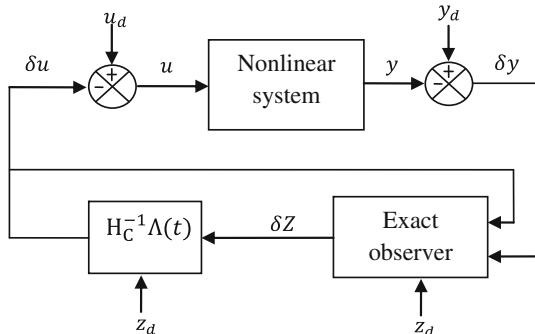 u_d
y_d
δu
+
-
u
Nonlinear
system
y
+
-
δy
H_C^{-1}Λ(t)
δZ
Exact
observer
z_d
z_d